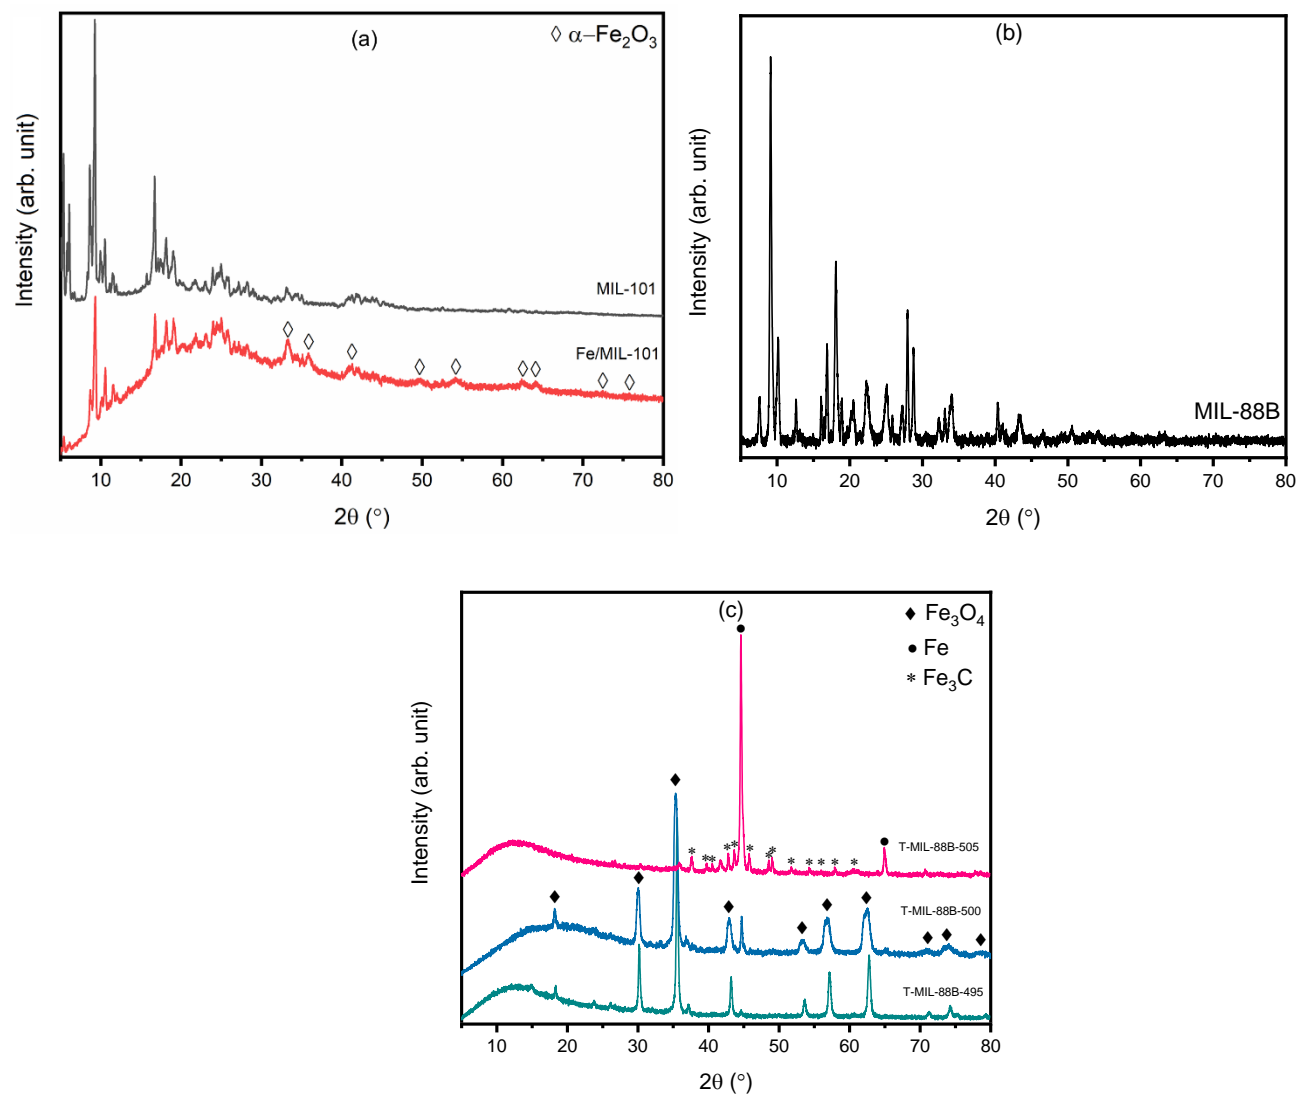 (a)
◊ α–Fe₂O₃
Intensity (arb. unit)
MIL-101
Fe/MIL-101
10 20 30 40 50 60 70 80
2θ (°)
(b)
Intensity (arb. unit)
MIL-88B
10 20 30 40 50 60 70 80
2θ (°)
(c)
♦ Fe₃O₄
• Fe
* Fe₃C
Intensity (arb. unit)
T-MIL-88B-505
T-MIL-88B-500
T-MIL-88B-495
10 20 30 40 50 60 70 80
2θ (°)